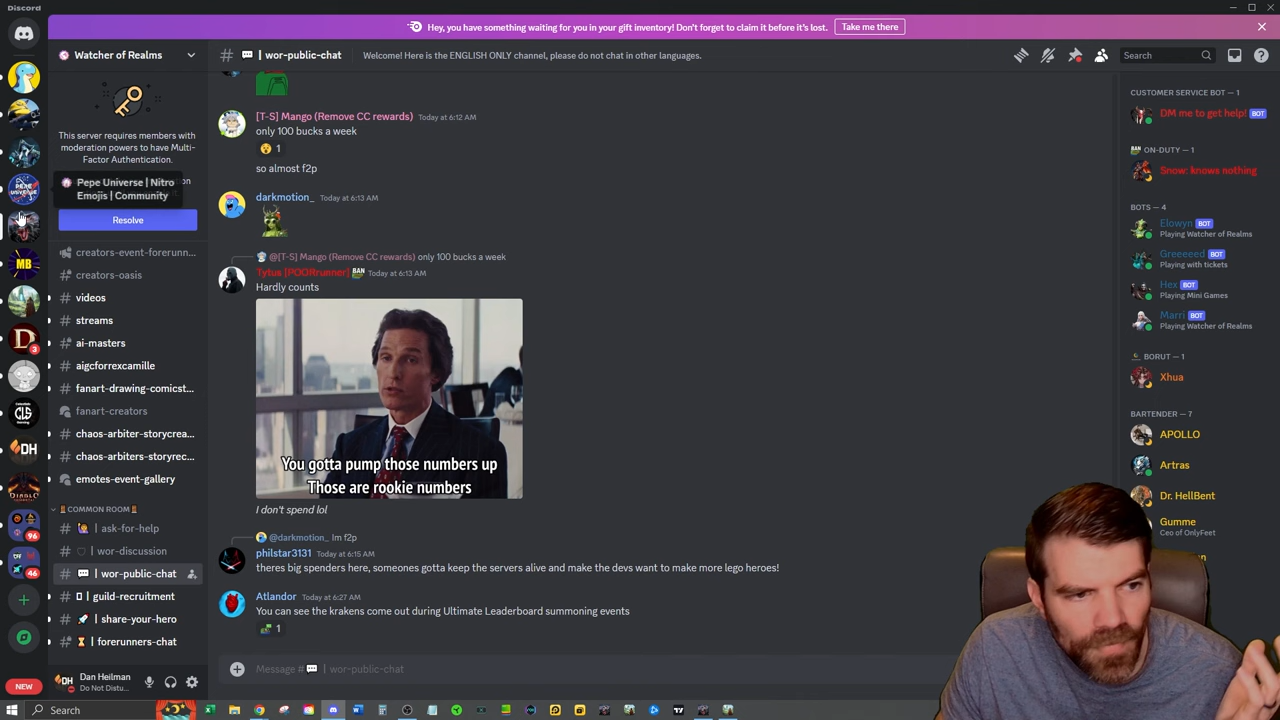 Discord
Hey, you have something waiting for you in your gift inventory! Don't forget to claim it before it's lost.
Take me there
Watcher of Realms
# 💬 | wor-public-chat
Welcome! Here is the ENGLISH ONLY channel, please do not chat in other languages.
Search
This server requires members with
moderation powers to have Multi-
Factor Authentication.
Pepe Universe | Nitro
Emojis | Community
Resolve
creators-event-forerunn...
creators-oasis
videos
streams
ai-masters
aigcforrexcamille
fanart-drawing-comicst...
fanart-creators
chaos-arbiter-storycrea...
chaos-arbiters-storyrec...
emotes-event-gallery
COMMON ROOM
| ask-for-help
| wor-discussion
| wor-public-chat
| guild-recruitment
| share-your-hero
| forerunners-chat
MB
3
CLS
DH
96
46
NEW
Dan Heilman
Do Not Distu...
[T-S] Mango (Remove CC rewards) Today at 6:12 AM
only 100 bucks a week
1
so almost f2p
darkmotion_ Today at 6:13 AM
@[T-S] Mango (Remove CC rewards) only 100 bucks a week
Tytus [POORrunner] BAN Today at 6:13 AM
Hardly counts
You gotta pump those numbers up
Those are rookie numbers
I don't spend lol
@darkmotion_ Im f2p
philstar3131 Today at 6:15 AM
theres big spenders here, someones gotta keep the servers alive and make the devs want to make more lego heroes!
Atlandor Today at 6:27 AM
You can see the krakens come out during Ultimate Leaderboard summoning events
1
Message # 💬 | wor-public-chat
CUSTOMER SERVICE BOT — 1
DM me to get help! BOT
BAN ON-DUTY — 1
Snow: knows nothing
BOTS — 4
Elowyn BOT
Playing Watcher of Realms
Greeeeed BOT
Playing with tickets
Hex BOT
Playing Mini Games
Marri BOT
Playing Watcher of Realms
BORUT — 1
Xhua
BARTENDER — 7
APOLLO
Artras
Dr. HellBent
Gumme
Ceo of OnlyFeet
Search